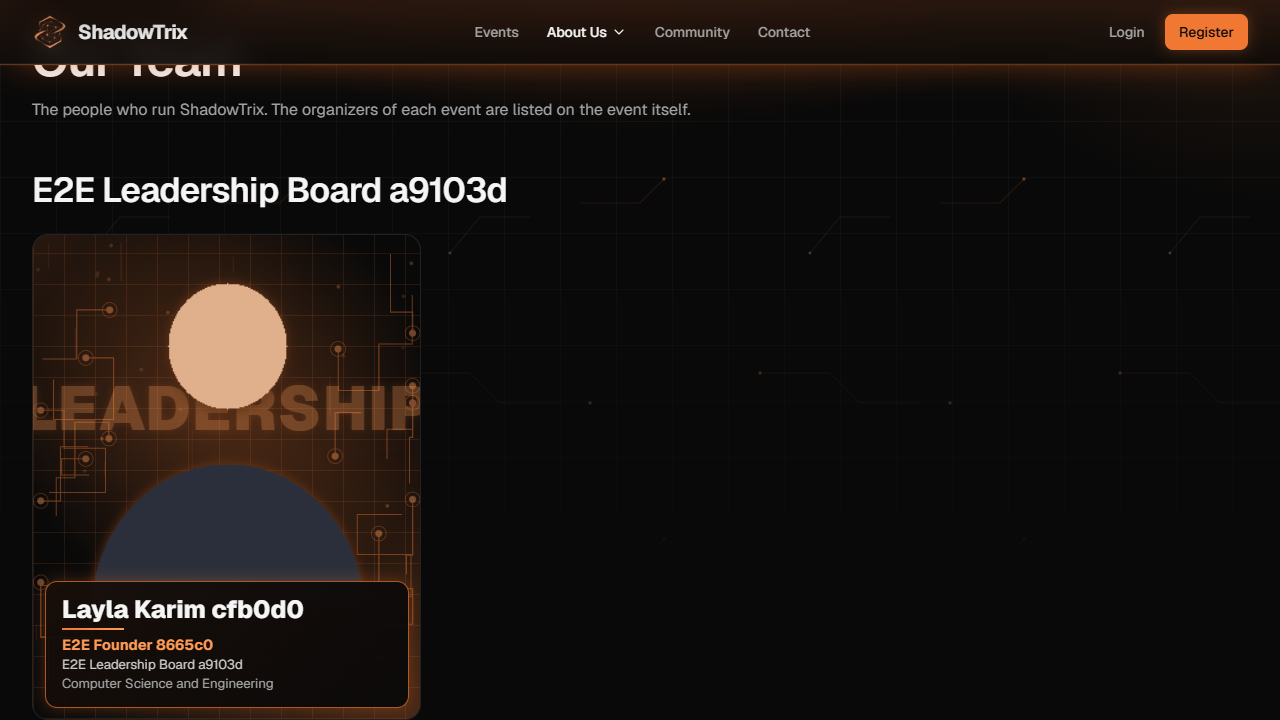 ShadowTrix
Events
About Us
Community
Contact
Login
Register
Our Team
The people who run ShadowTrix. The organizers of each event are listed on the event itself.
E2E Leadership Board a9103d
LEADERSHIP
Layla Karim cfb0d0
E2E Founder 8665c0
E2E Leadership Board a9103d
Computer Science and Engineering